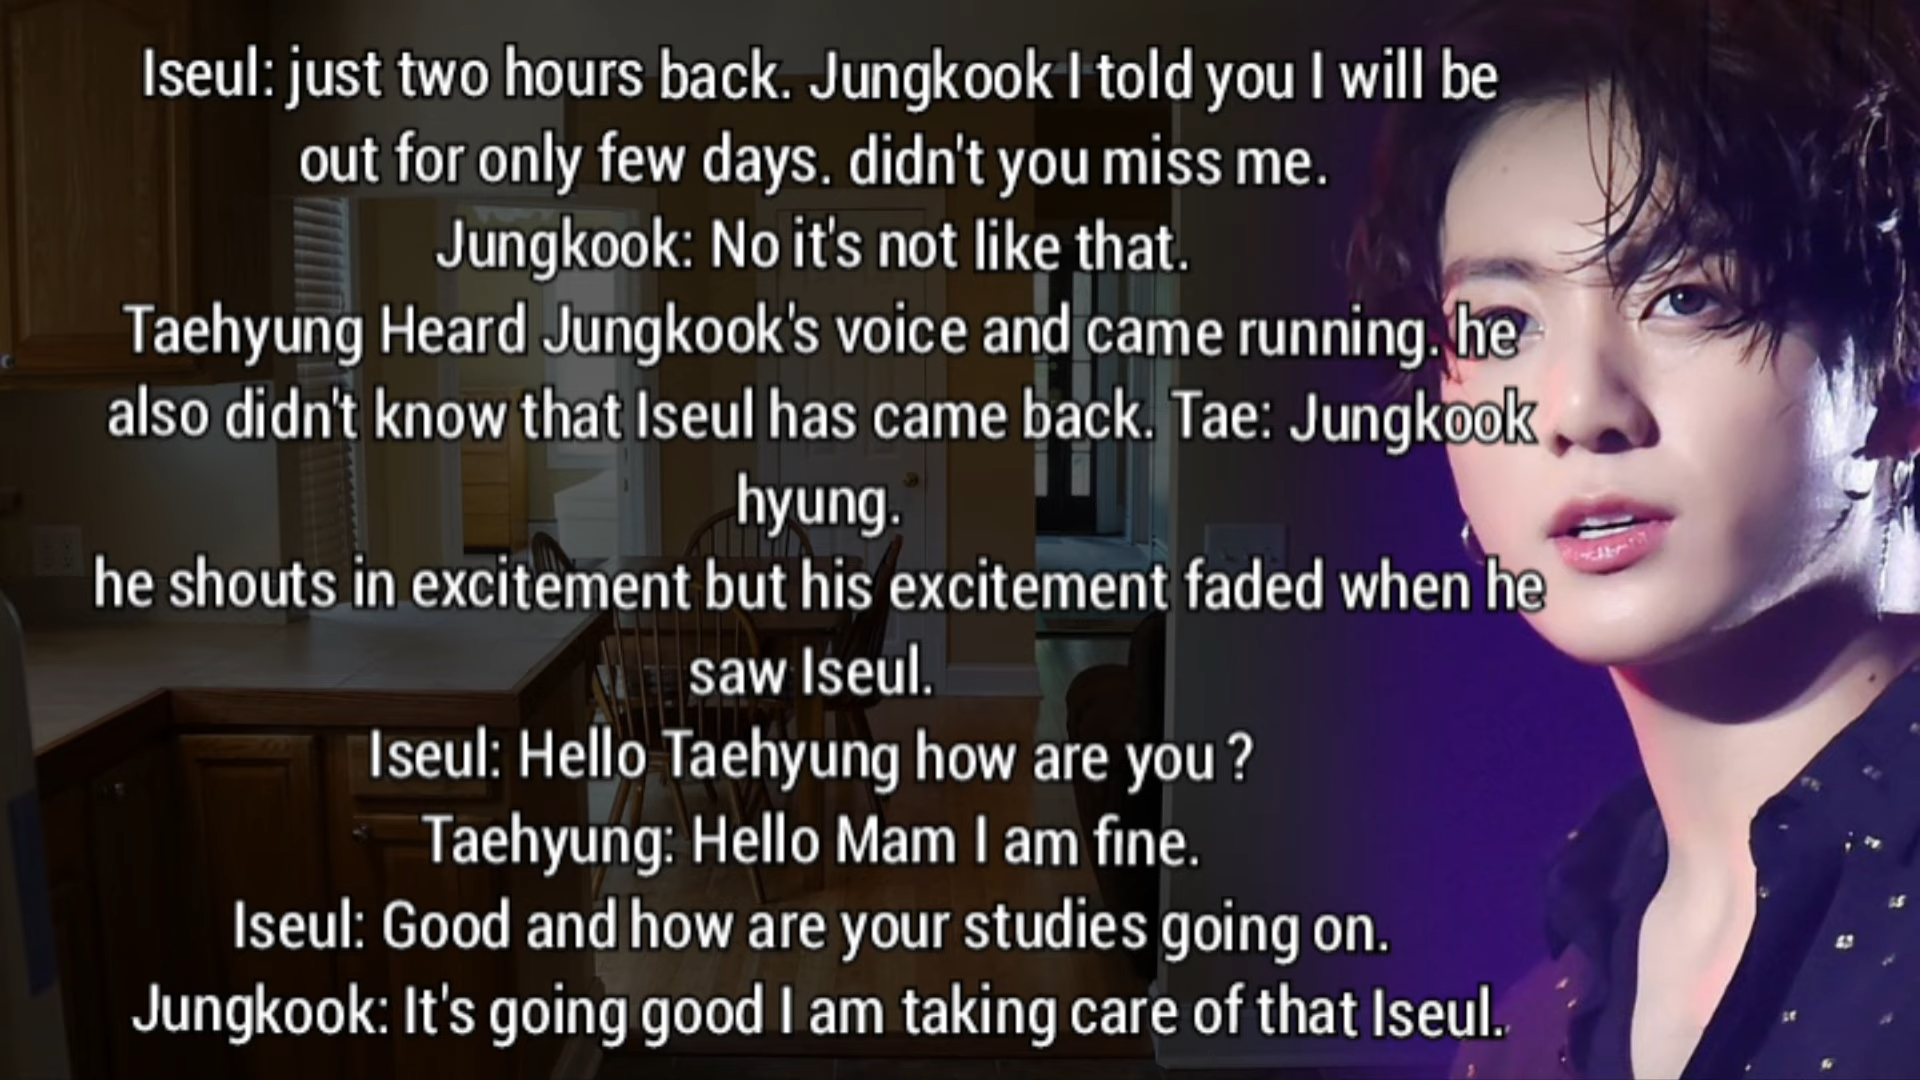 Iseul: just two hours back. Jungkook I told you I will be
out for only few days. didn't you miss me.
Jungkook: No it's not like that.
Taehyung Heard Jungkook's voice and came running. he
also didn't know that Iseul has came back. Tae: Jungkook
hyung.
he shouts in excitement but his excitement faded when he
saw Iseul.
Iseul: Hello Taehyung how are you ?
Taehyung: Hello Mam I am fine.
Iseul: Good and how are your studies going on.
Jungkook: It's going good I am taking care of that Iseul.